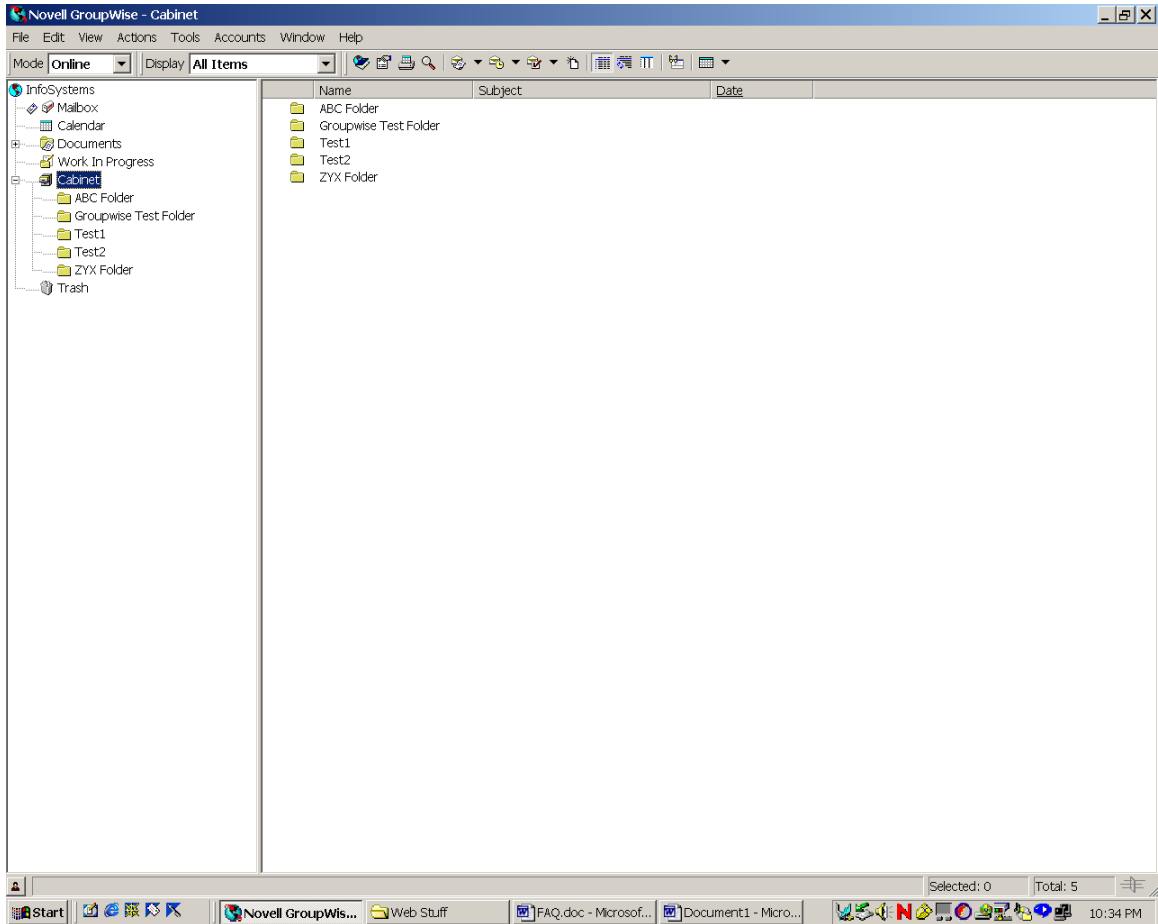 Novell GroupWise - Cabinet
File Edit View Actions Tools Accounts Window Help
Mode Online Display All Items
InfoSystems
Mailbox
Calendar
Documents
Work In Progress
Cabinet
ABC Folder
Groupwise Test Folder
Test1
Test2
ZYX Folder
Trash
Name Subject Date
ABC Folder
Groupwise Test Folder
Test1
Test2
ZYX Folder
Selected: 0 Total: 5
Start Novell GroupWis... Web Stuff FAQ.doc - Microsof... Document1 - Micro... N 10:34 PM